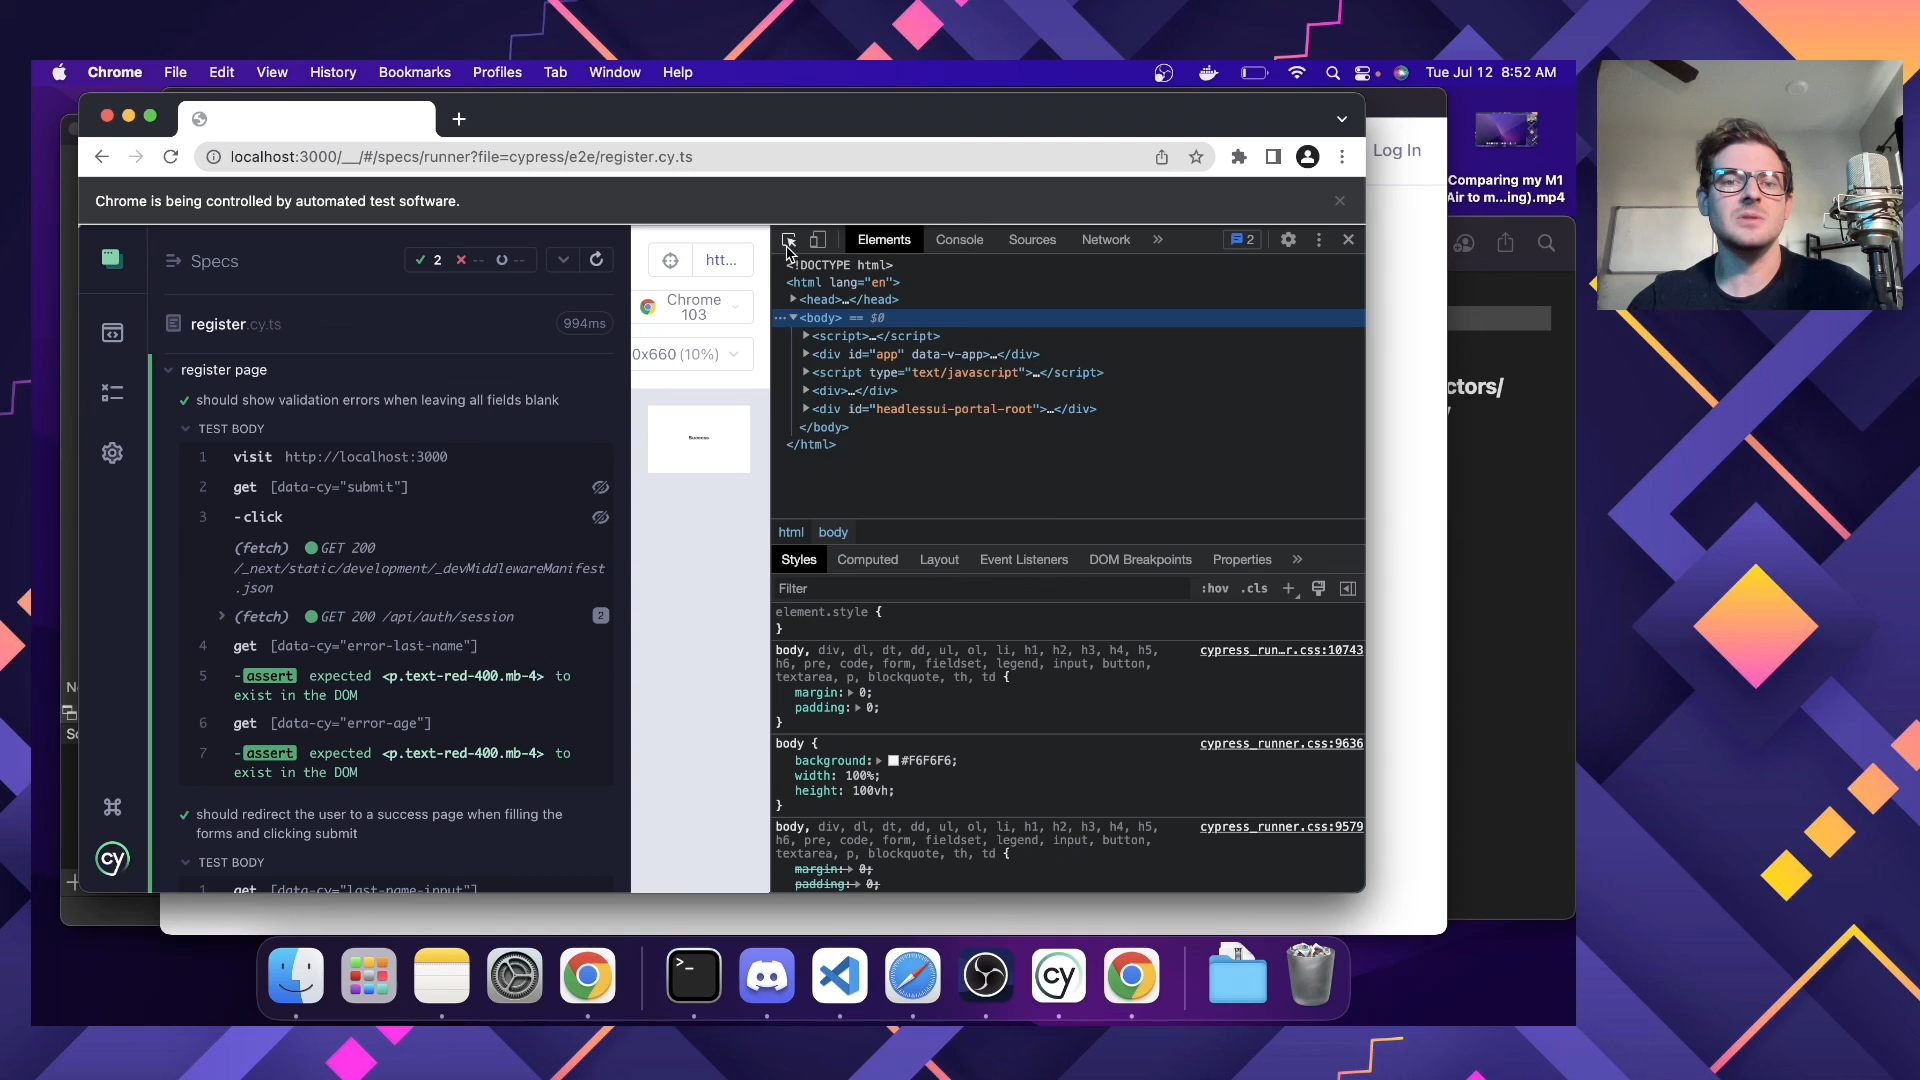 Chrome File Edit View History Bookmarks Profiles Tab Window Help
Tue Jul 12 8:52 AM
localhost:3000/__/#/specs/runner?file=cypress/e2e/register.cy.ts
Log In
Comparing my M1
Air to m...ing).mp4
Chrome is being controlled by automated test software.
Specs
2 -- --
register.cy.ts
994ms
register page
should show validation errors when leaving all fields blank
TEST BODY
1 visit http://localhost:3000
2 get [data-cy="submit"]
3 -click
(fetch) GET 200
/_next/static/development/_devMiddlewareManifest
.json
(fetch) GET 200 /api/auth/session 2
4 get [data-cy="error-last-name"]
5 -assert expected <p.text-red-400.mb-4> to
exist in the DOM
6 get [data-cy="error-age"]
7 -assert expected <p.text-red-400.mb-4> to
exist in the DOM
should redirect the user to a success page when filling the
forms and clicking submit
TEST BODY
1 get [data-cy="last-name-input"]
htt...
Chrome
103
0x660 (10%)
Success
Elements Console Sources Network » 2
<!DOCTYPE html>
<html lang="en">
<head>…</head>
<body> == $0
<script>…</script>
<div id="app" data-v-app>…</div>
<script type="text/javascript">…</script>
<div>…</div>
<div id="headlessui-portal-root">…</div>
</body>
</html>
html body
Styles Computed Layout Event Listeners DOM Breakpoints Properties »
Filter :hov .cls
element.style {
}
body, div, dl, dt, dd, ul, ol, li, h1, h2, h3, h4, h5, cypress_run…r.css:10743
h6, pre, code, form, fieldset, legend, input, button,
textarea, p, blockquote, th, td {
margin: 0;
padding: 0;
}
body { cypress_runner.css:9636
background: #F6F6F6;
width: 100%;
height: 100vh;
}
body, div, dl, dt, dd, ul, ol, li, h1, h2, h3, h4, h5, cypress_runner.css:9579
h6, pre, code, form, fieldset, legend, input, button,
textarea, p, blockquote, th, td {
margin: 0;
padding: 0;
ctors/
cy
cy